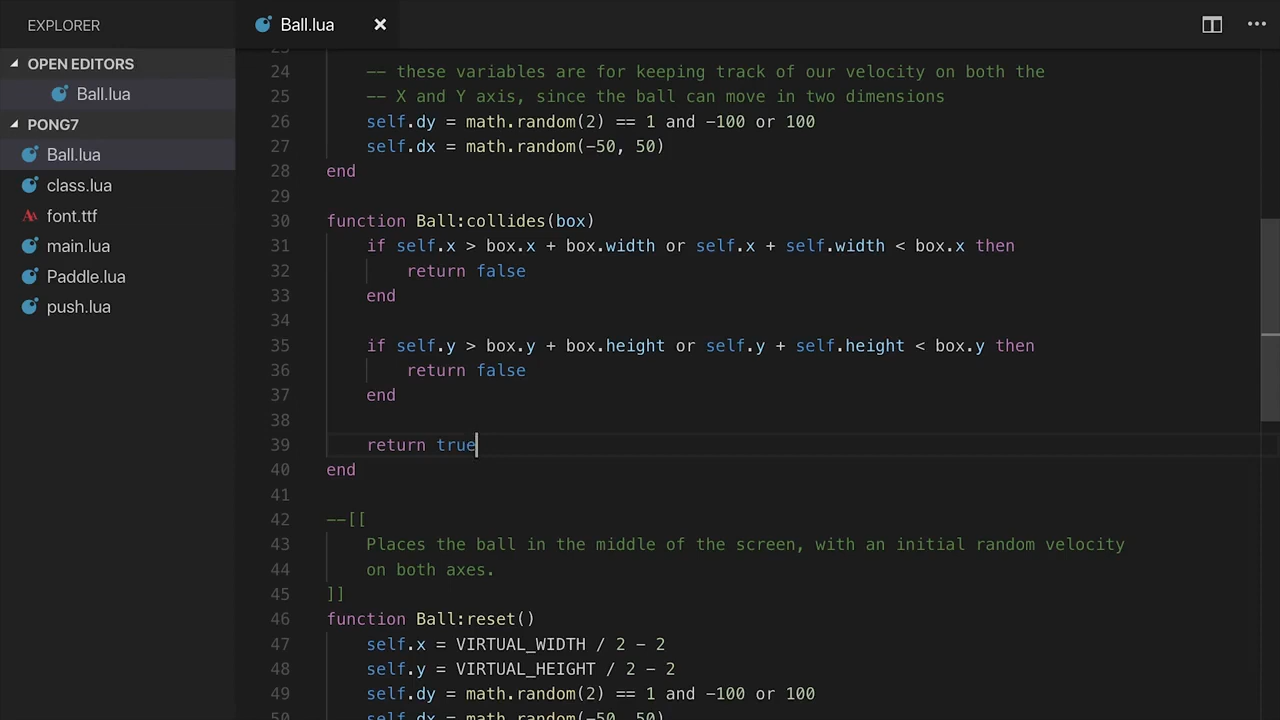 EXPLORER
OPEN EDITORS
Ball.lua
PONG7
Ball.lua
class.lua
font.ttf
main.lua
Paddle.lua
push.lua
Ball.lua ×
23
24 -- these variables are for keeping track of our velocity on both the
25 -- X and Y axis, since the ball can move in two dimensions
26 self.dy = math.random(2) == 1 and -100 or 100
27 self.dx = math.random(-50, 50)
28 end
29
30 function Ball:collides(box)
31 if self.x > box.x + box.width or self.x + self.width < box.x then
32 return false
33 end
34
35 if self.y > box.y + box.height or self.y + self.height < box.y then
36 return false
37 end
38
39 return true
40 end
41
42 --[[
43 Places the ball in the middle of the screen, with an initial random velocity
44 on both axes.
45 ]]
46 function Ball:reset()
47 self.x = VIRTUAL_WIDTH / 2 - 2
48 self.y = VIRTUAL_HEIGHT / 2 - 2
49 self.dy = math.random(2) == 1 and -100 or 100
50 self.dx = math.random(-50, 50)